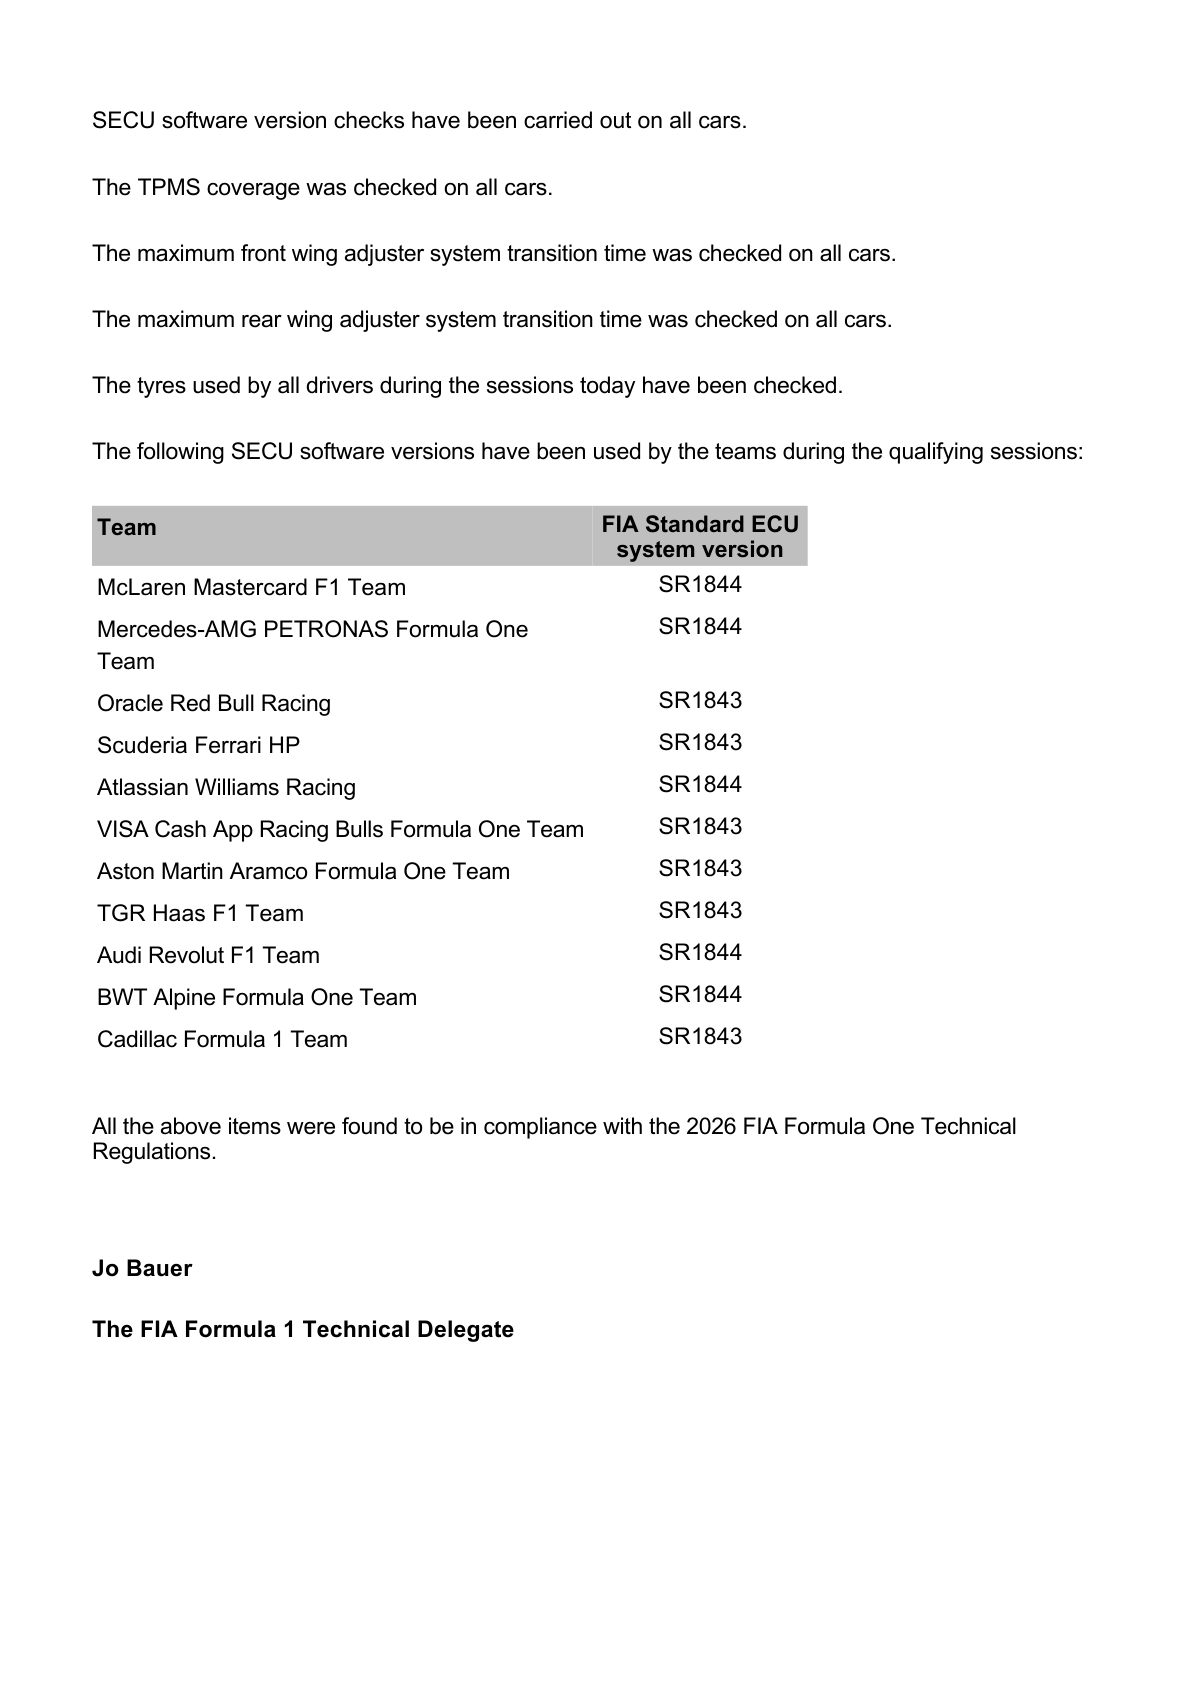 SECU software version checks have been carried out on all cars.
The TPMS coverage was checked on all cars.
The maximum front wing adjuster system transition time was checked on all cars.
The maximum rear wing adjuster system transition time was checked on all cars.
The tyres used by all drivers during the sessions today have been checked.
The following SECU software versions have been used by the teams during the qualifying sessions:
Team FIA Standard ECU
system version
McLaren Mastercard F1 Team SR1844
Mercedes-AMG PETRONAS Formula One SR1844
Team
Oracle Red Bull Racing SR1843
Scuderia Ferrari HP SR1843
Atlassian Williams Racing SR1844
VISA Cash App Racing Bulls Formula One Team SR1843
Aston Martin Aramco Formula One Team SR1843
TGR Haas F1 Team SR1843
Audi Revolut F1 Team SR1844
BWT Alpine Formula One Team SR1844
Cadillac Formula 1 Team SR1843
All the above items were found to be in compliance with the 2026 FIA Formula One Technical
Regulations.
Jo Bauer
The FIA Formula 1 Technical Delegate